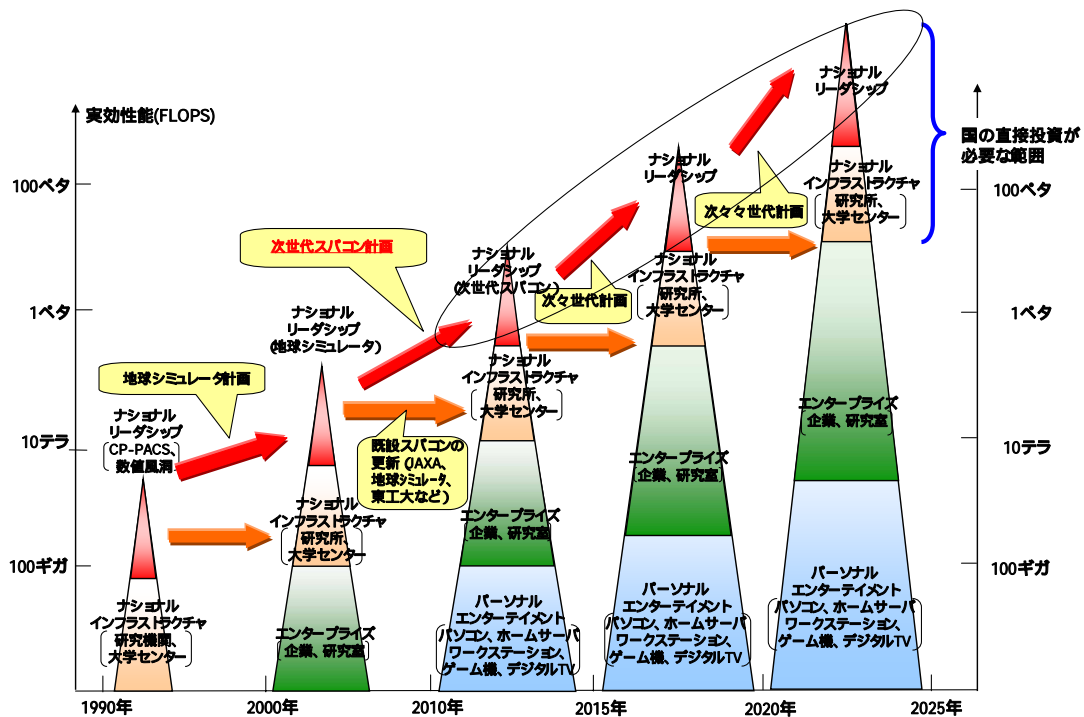 実効性能(FLOPS)
100ペタ
1ペタ
10テラ
100ギガ
地球シミュレータ計画
ナショナル
リーダシップ
CP-PACS、
数値風洞
ナショナル
インフラストラクチャ
研究機関、
大学センター
ナショナル
リーダシップ
(地球シミュレータ)
ナショナル
インフラストラクチャ
研究所、
大学センター
エンタープライズ
企業、研究室
次世代スパコン計画
既設スパコンの
更新(JAXA、
地球シミュレータ、
東工大など)
ナショナル
リーダシップ
(次世代スパコン)
ナショナル
インフラストラクチャ
研究所、
大学センター
エンタープライズ
企業、研究室
パーソナル
エンターテイメント
パソコン、ホームサーバ
ワークステーション、
ゲーム機、デジタルTV
次々世代計画
ナショナル
リーダシップ
ナショナル
インフラストラクチャ
研究所、
大学センター
エンタープライズ
企業、研究室
パーソナル
エンターテイメント
パソコン、ホームサーバ
ワークステーション、
ゲーム機、デジタルTV
次々々世代計画
ナショナル
リーダシップ
ナショナル
インフラストラクチャ
研究所、
大学センター
エンタープライズ
企業、研究室
パーソナル
エンターテイメント
パソコン、ホームサーバ
ワークステーション、
ゲーム機、デジタルTV
国の直接投資が
必要な範囲
100ペタ
1ペタ
10テラ
100ギガ
1990年
2000年
2010年
2015年
2020年
2025年